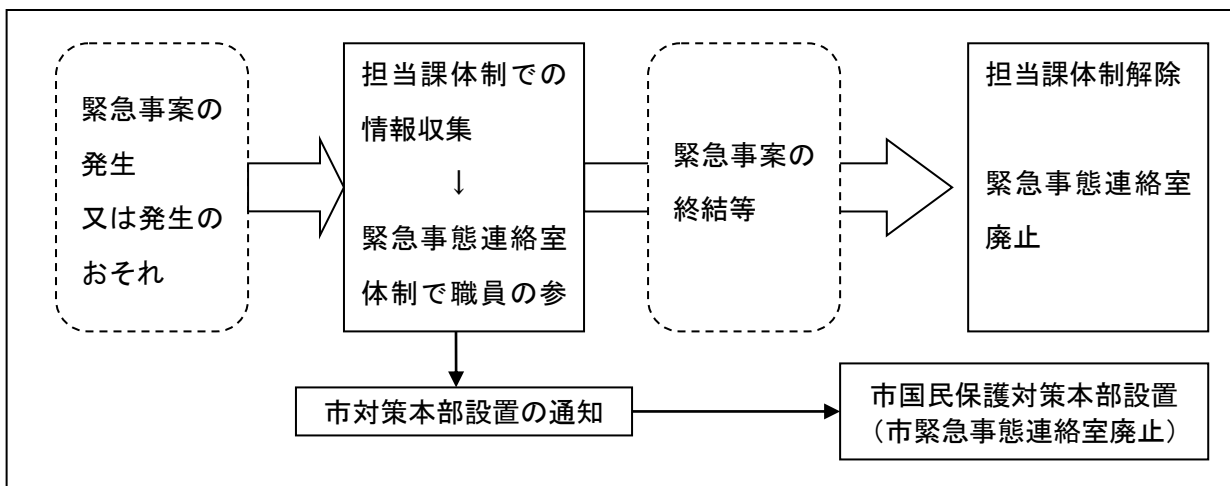 緊急事案の
発生
又は発生の
おそれ
担当課体制での
情報収集
↓
緊急事態連絡室
体制で職員の参
緊急事案の
終結等
担当課体制解除
緊急事態連絡室
廃止
市対策本部設置の通知
市国民保護対策本部設置
（市緊急事態連絡室廃止）